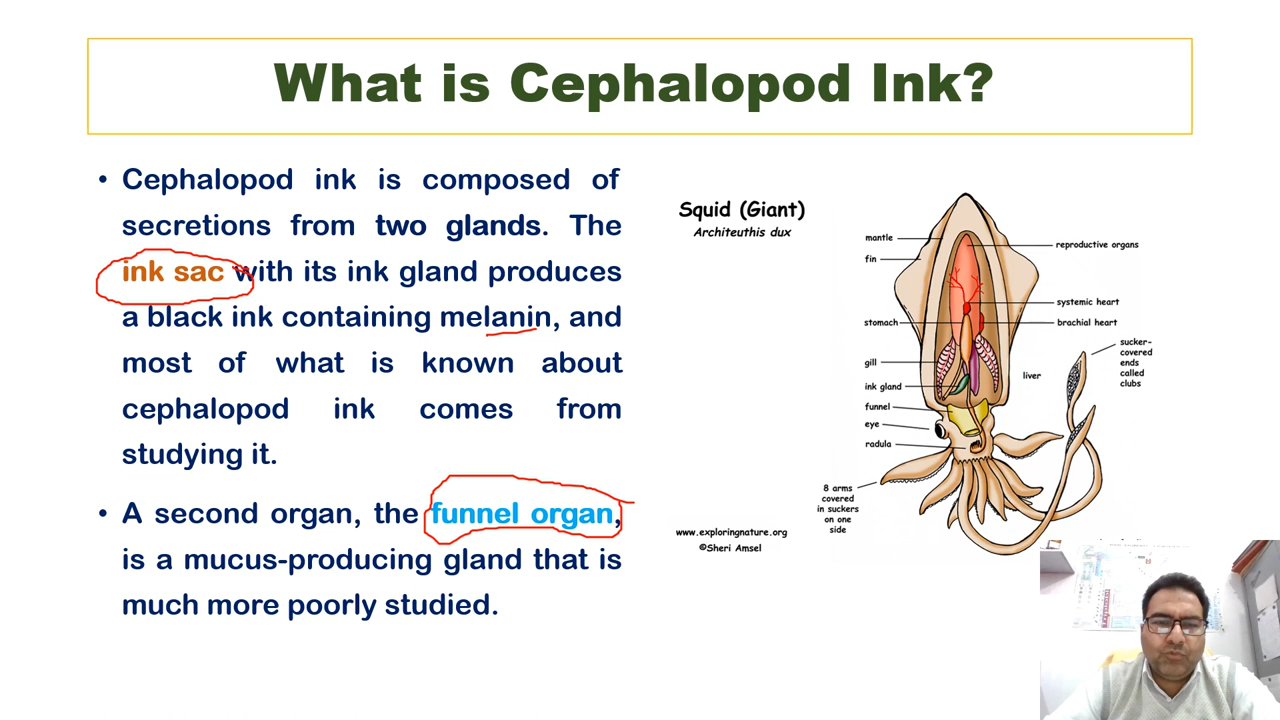 What is Cephalopod Ink?
• Cephalopod ink is composed of
secretions from two glands. The
ink sac with its ink gland produces
a black ink containing melanin, and
most of what is known about
cephalopod ink comes from
studying it.
• A second organ, the funnel organ,
is a mucus-producing gland that is
much more poorly studied.
Squid (Giant)
Architeuthis dux
mantle
fin
stomach
gill
ink gland
funnel
eye
radula
8 arms
covered
in suckers
on one
side
reproductive organs
systemic heart
brachial heart
liver
sucker-
covered
ends
called
clubs
www.exploringnature.org
©Sheri Amsel